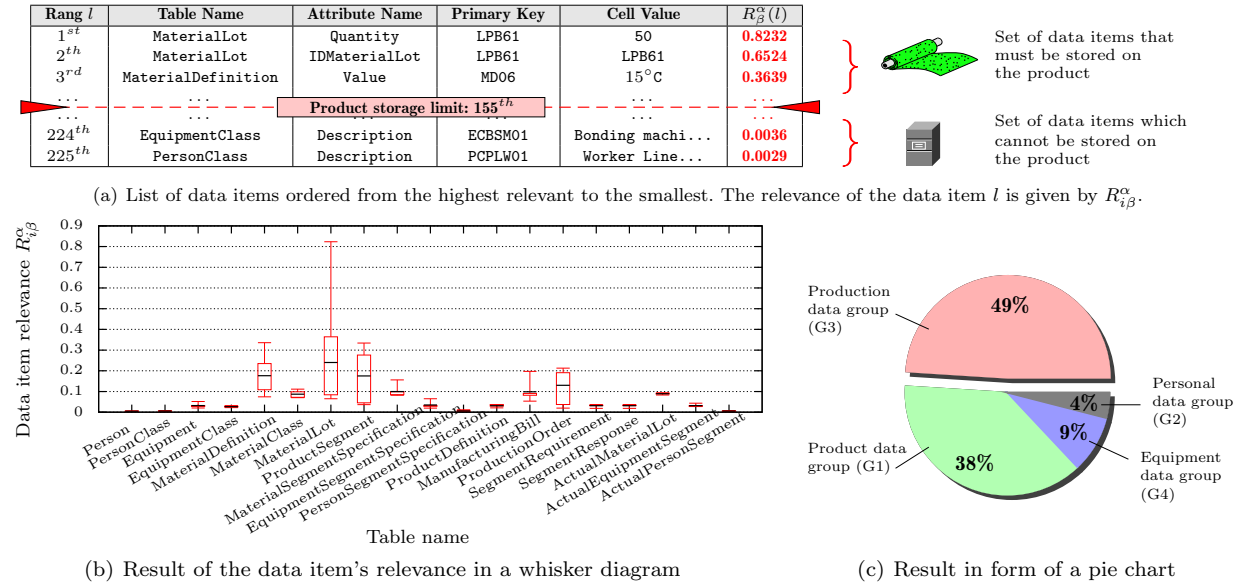 Rang l Table Name Attribute Name Primary Key Cell Value R^α_β(l)
1^st MaterialLot Quantity LPB61 50 0.8232
2^th MaterialLot IDMaterialLot LPB61 LPB61 0.6524
3^rd MaterialDefinition Value MD06 15°C 0.3639
... ... ... ... ... ...
Product storage limit: 155^th
... ... ... ... ... ...
224^th EquipmentClass Description ECBSM01 Bonding machi... 0.0036
225^th PersonClass Description PCPLW01 Worker Line... 0.0029
Set of data items that
must be stored on
the product
Set of data items which
cannot be stored on
the product
(a) List of data items ordered from the highest relevant to the smallest. The relevance of the data item l is given by R^α_iβ.
Data item relevance R^α_iβ
0.9
0.8
0.7
0.6
0.5
0.4
0.3
0.2
0.1
0
Person
PersonClass
Equipment
EquipmentClass
MaterialDefinition
MaterialClass
MaterialLot
ProductSegment
MaterialSegmentSpecification
EquipmentSegmentSpecification
PersonSegmentSpecification
ProductDefinition
ManufacturingBill
ProductionOrder
SegmentRequirement
SegmentResponse
ActualMaterialLot
ActualEquipmentSegment
ActualPersonSegment
Table name
(b) Result of the data item's relevance in a whisker diagram
Production
data group
(G3)
49%
Personal
data group
(G2)
4%
9%
Equipment
data group
(G4)
Product data
group (G1)
38%
(c) Result in form of a pie chart